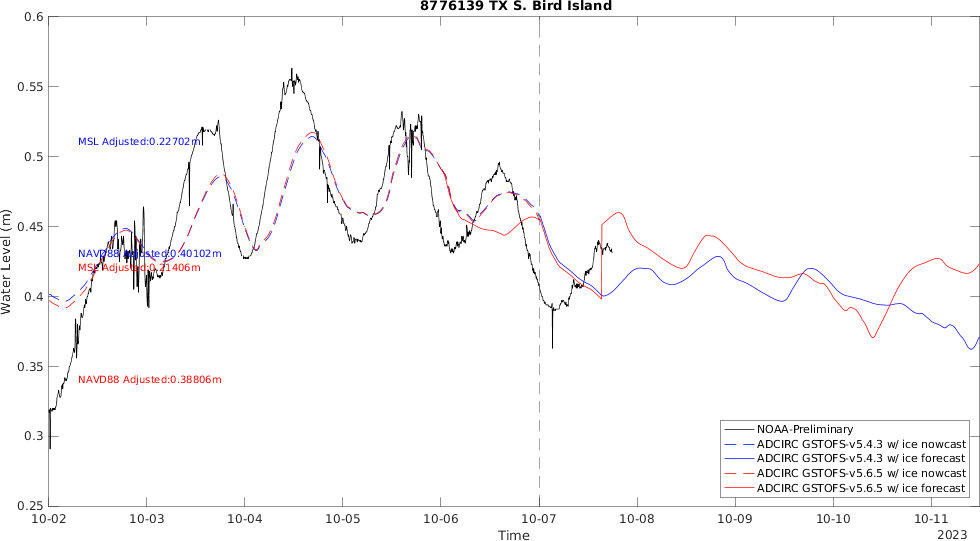 8776139 TX S. Bird Island
0.6
0.55
0.5
0.45
0.4
0.35
0.3
0.25
Water Level (m)
MSL Adjusted:0.22702m
NAVD88 Adjusted:0.40102m
MSL Adjusted:0.21406m
NAVD88 Adjusted:0.38806m
NOAA-Preliminary
ADCIRC GSTOFS-v5.4.3 w/ ice nowcast
ADCIRC GSTOFS-v5.4.3 w/ ice forecast
ADCIRC GSTOFS-v5.6.5 w/ ice nowcast
ADCIRC GSTOFS-v5.6.5 w/ ice forecast
10-02 10-03 10-04 10-05 10-06 10-07 10-08 10-09 10-10 10-11
Time
2023